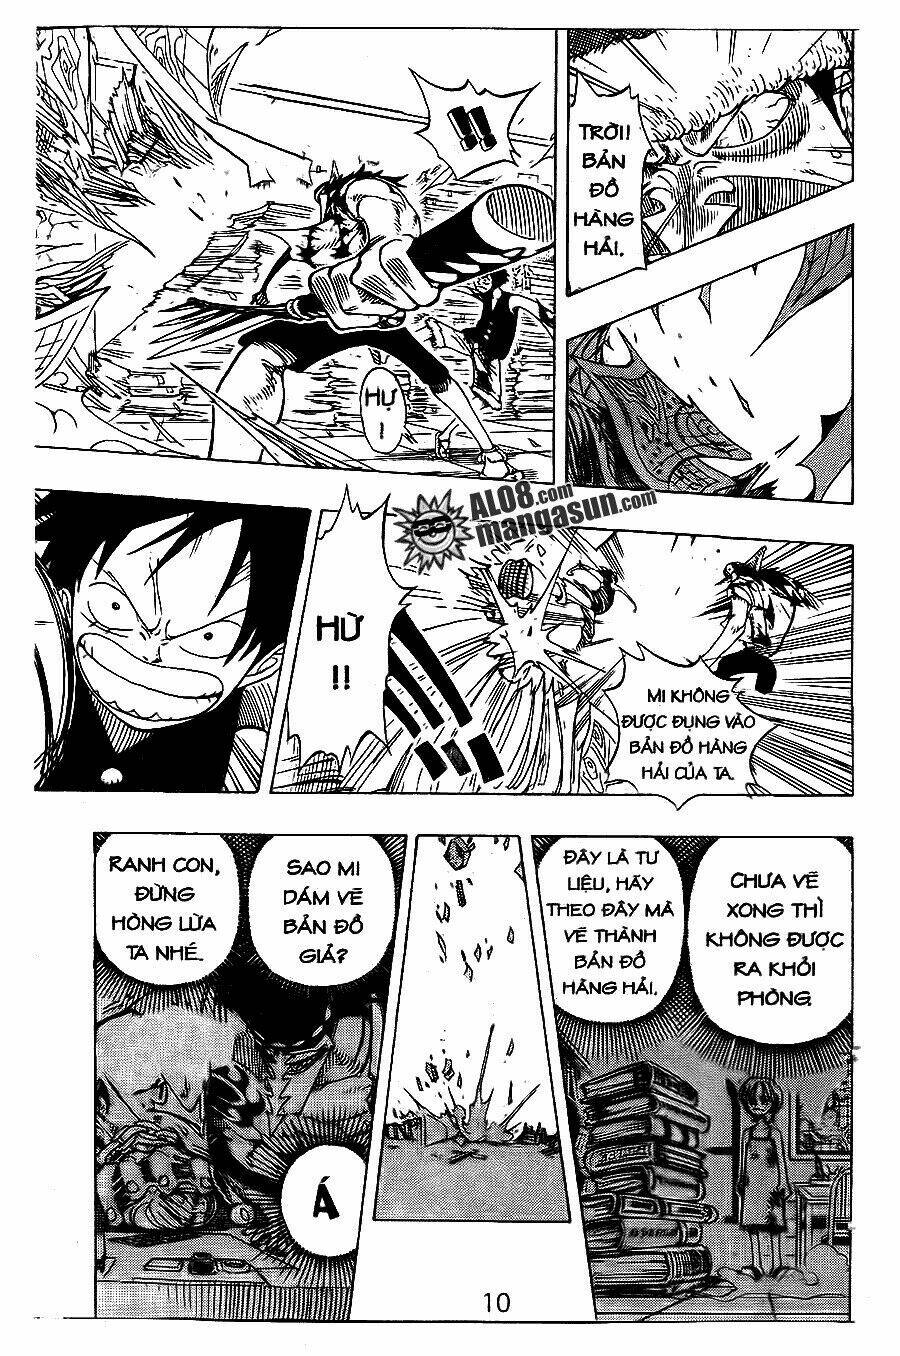 TRỜI!
BẢN
ĐỒ
HÀNG
HẢI.
!!
HỰ
!
AL08.com
mangasun.com
MI KHÔNG
ĐƯỢC ĐỤNG VÀO
BẢN ĐỒ HÀNG
HẢI CỦA TA.
HỪ
!!
CHƯA VẼ
XONG THÌ
KHÔNG ĐƯỢC
RA KHỎI
PHÒNG.
ĐÂY LÀ TƯ
LIỆU, HÃY
THEO ĐÂY MÀ
VẼ THÀNH
BẢN ĐỒ
HÀNG HẢI.
SAO MI
DÁM VẼ
BẢN ĐỒ
GIẢ?
RANH CON,
ĐỪNG
HÒNG LỪA
TA NHÉ.
Á
10